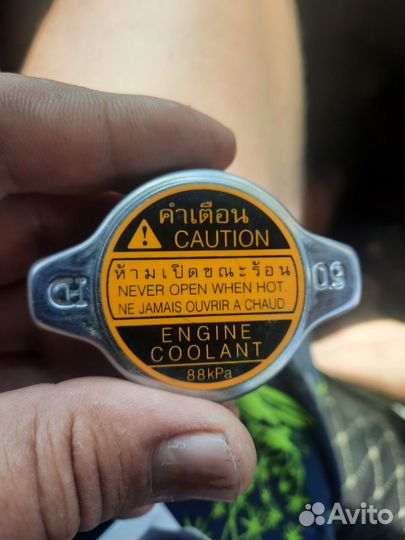 คำเตือน
CAUTION
ห้ามเปิดขณะร้อน
NEVER OPEN WHEN HOT.
NE JAMAIS OUVRIR A CHAUD
ENGINE
COOLANT
88kPa
Avito